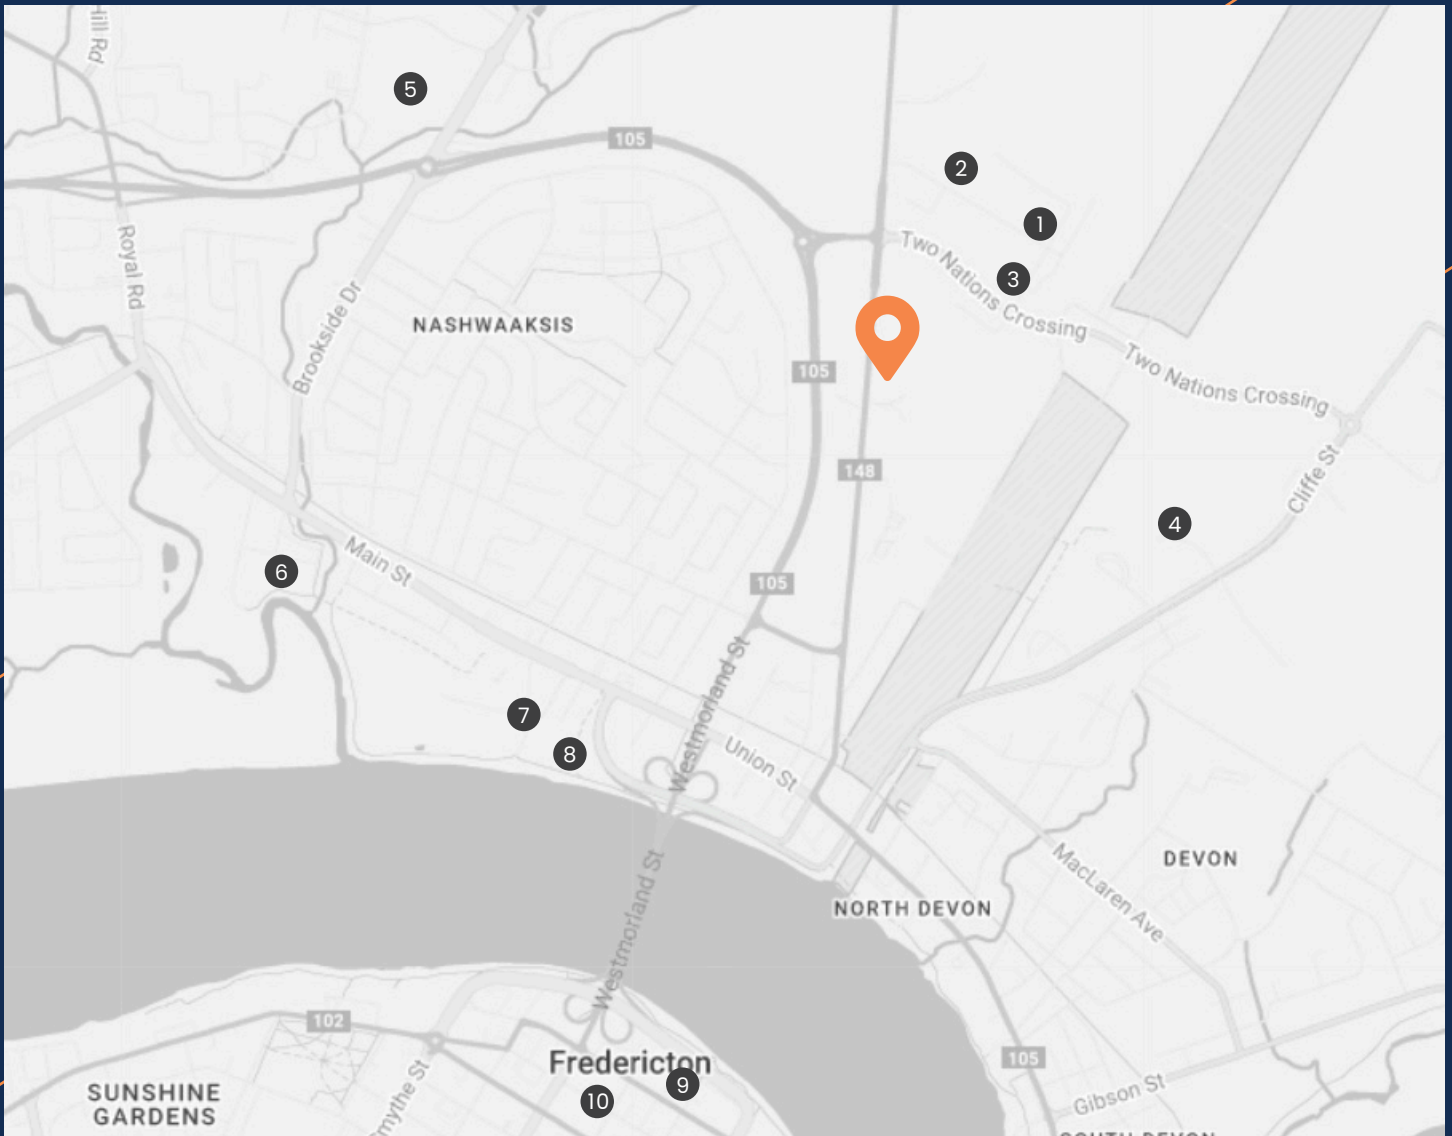 Hill Rd
5
105
2
1
Two Nations Crossing
3
Royal Rd
Brookside Dr
NASHWAAKSIS
105
Two Nations Crossing
148
Cliffe St
4
Main St
6
105
Westmorland St
7
8
Union St
DEVON
MacLaren Ave
NORTH DEVON
Westmorland St
102
Fredericton
105
SUNSHINE
GARDENS
Smythe St
9
10
Gibson St
SOUTH DEVON